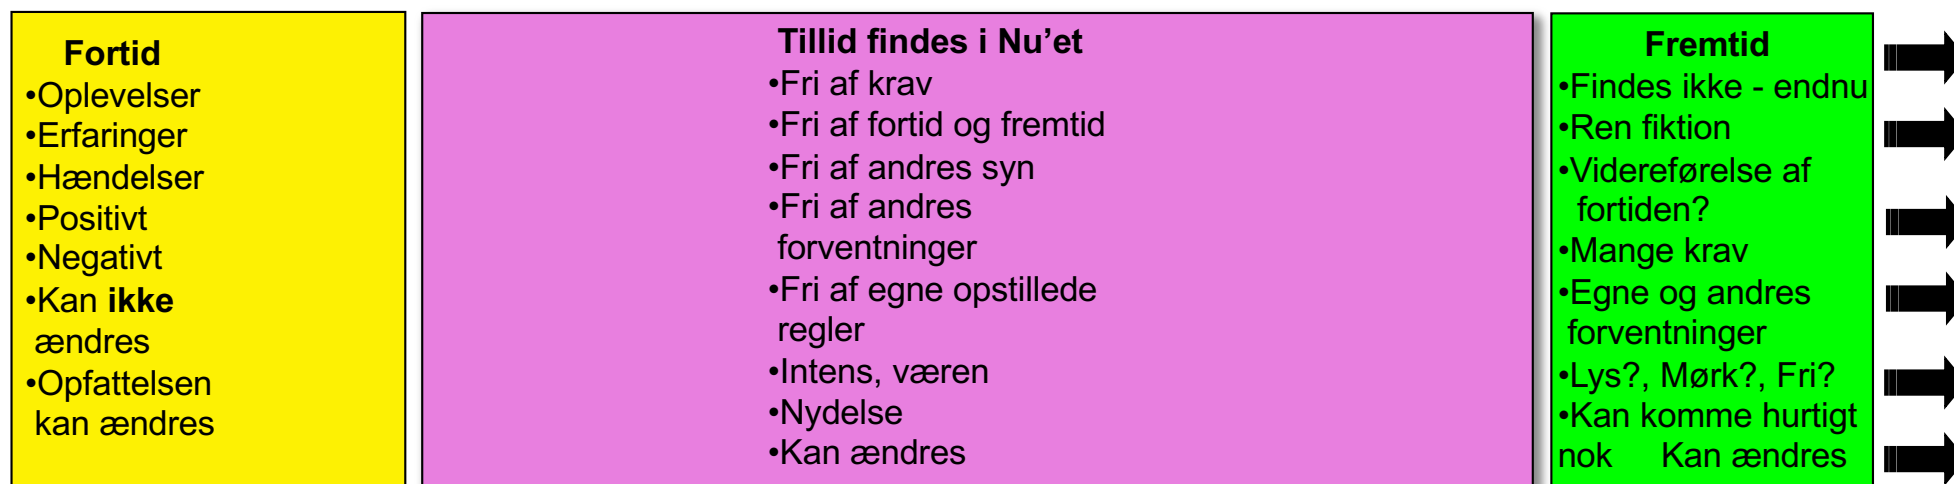 Fortid
•Oplevelser
•Erfaringer
•Hændelser
•Positivt
•Negativt
•Kan ikke
ændres
•Opfattelsen
kan ændres
Tillid findes i Nu’et
•Fri af krav
•Fri af fortid og fremtid
•Fri af andres syn
•Fri af andres
forventninger
•Fri af egne opstillede
regler
•Intens, væren
•Nydelse
•Kan ændres
Fremtid
•Findes ikke - endnu
•Ren fiktion
•Videreførelse af
fortiden?
•Mange krav
•Egne og andres
forventninger
•Lys?, Mørk?, Fri?
•Kan komme hurtigt
nok Kan ændres